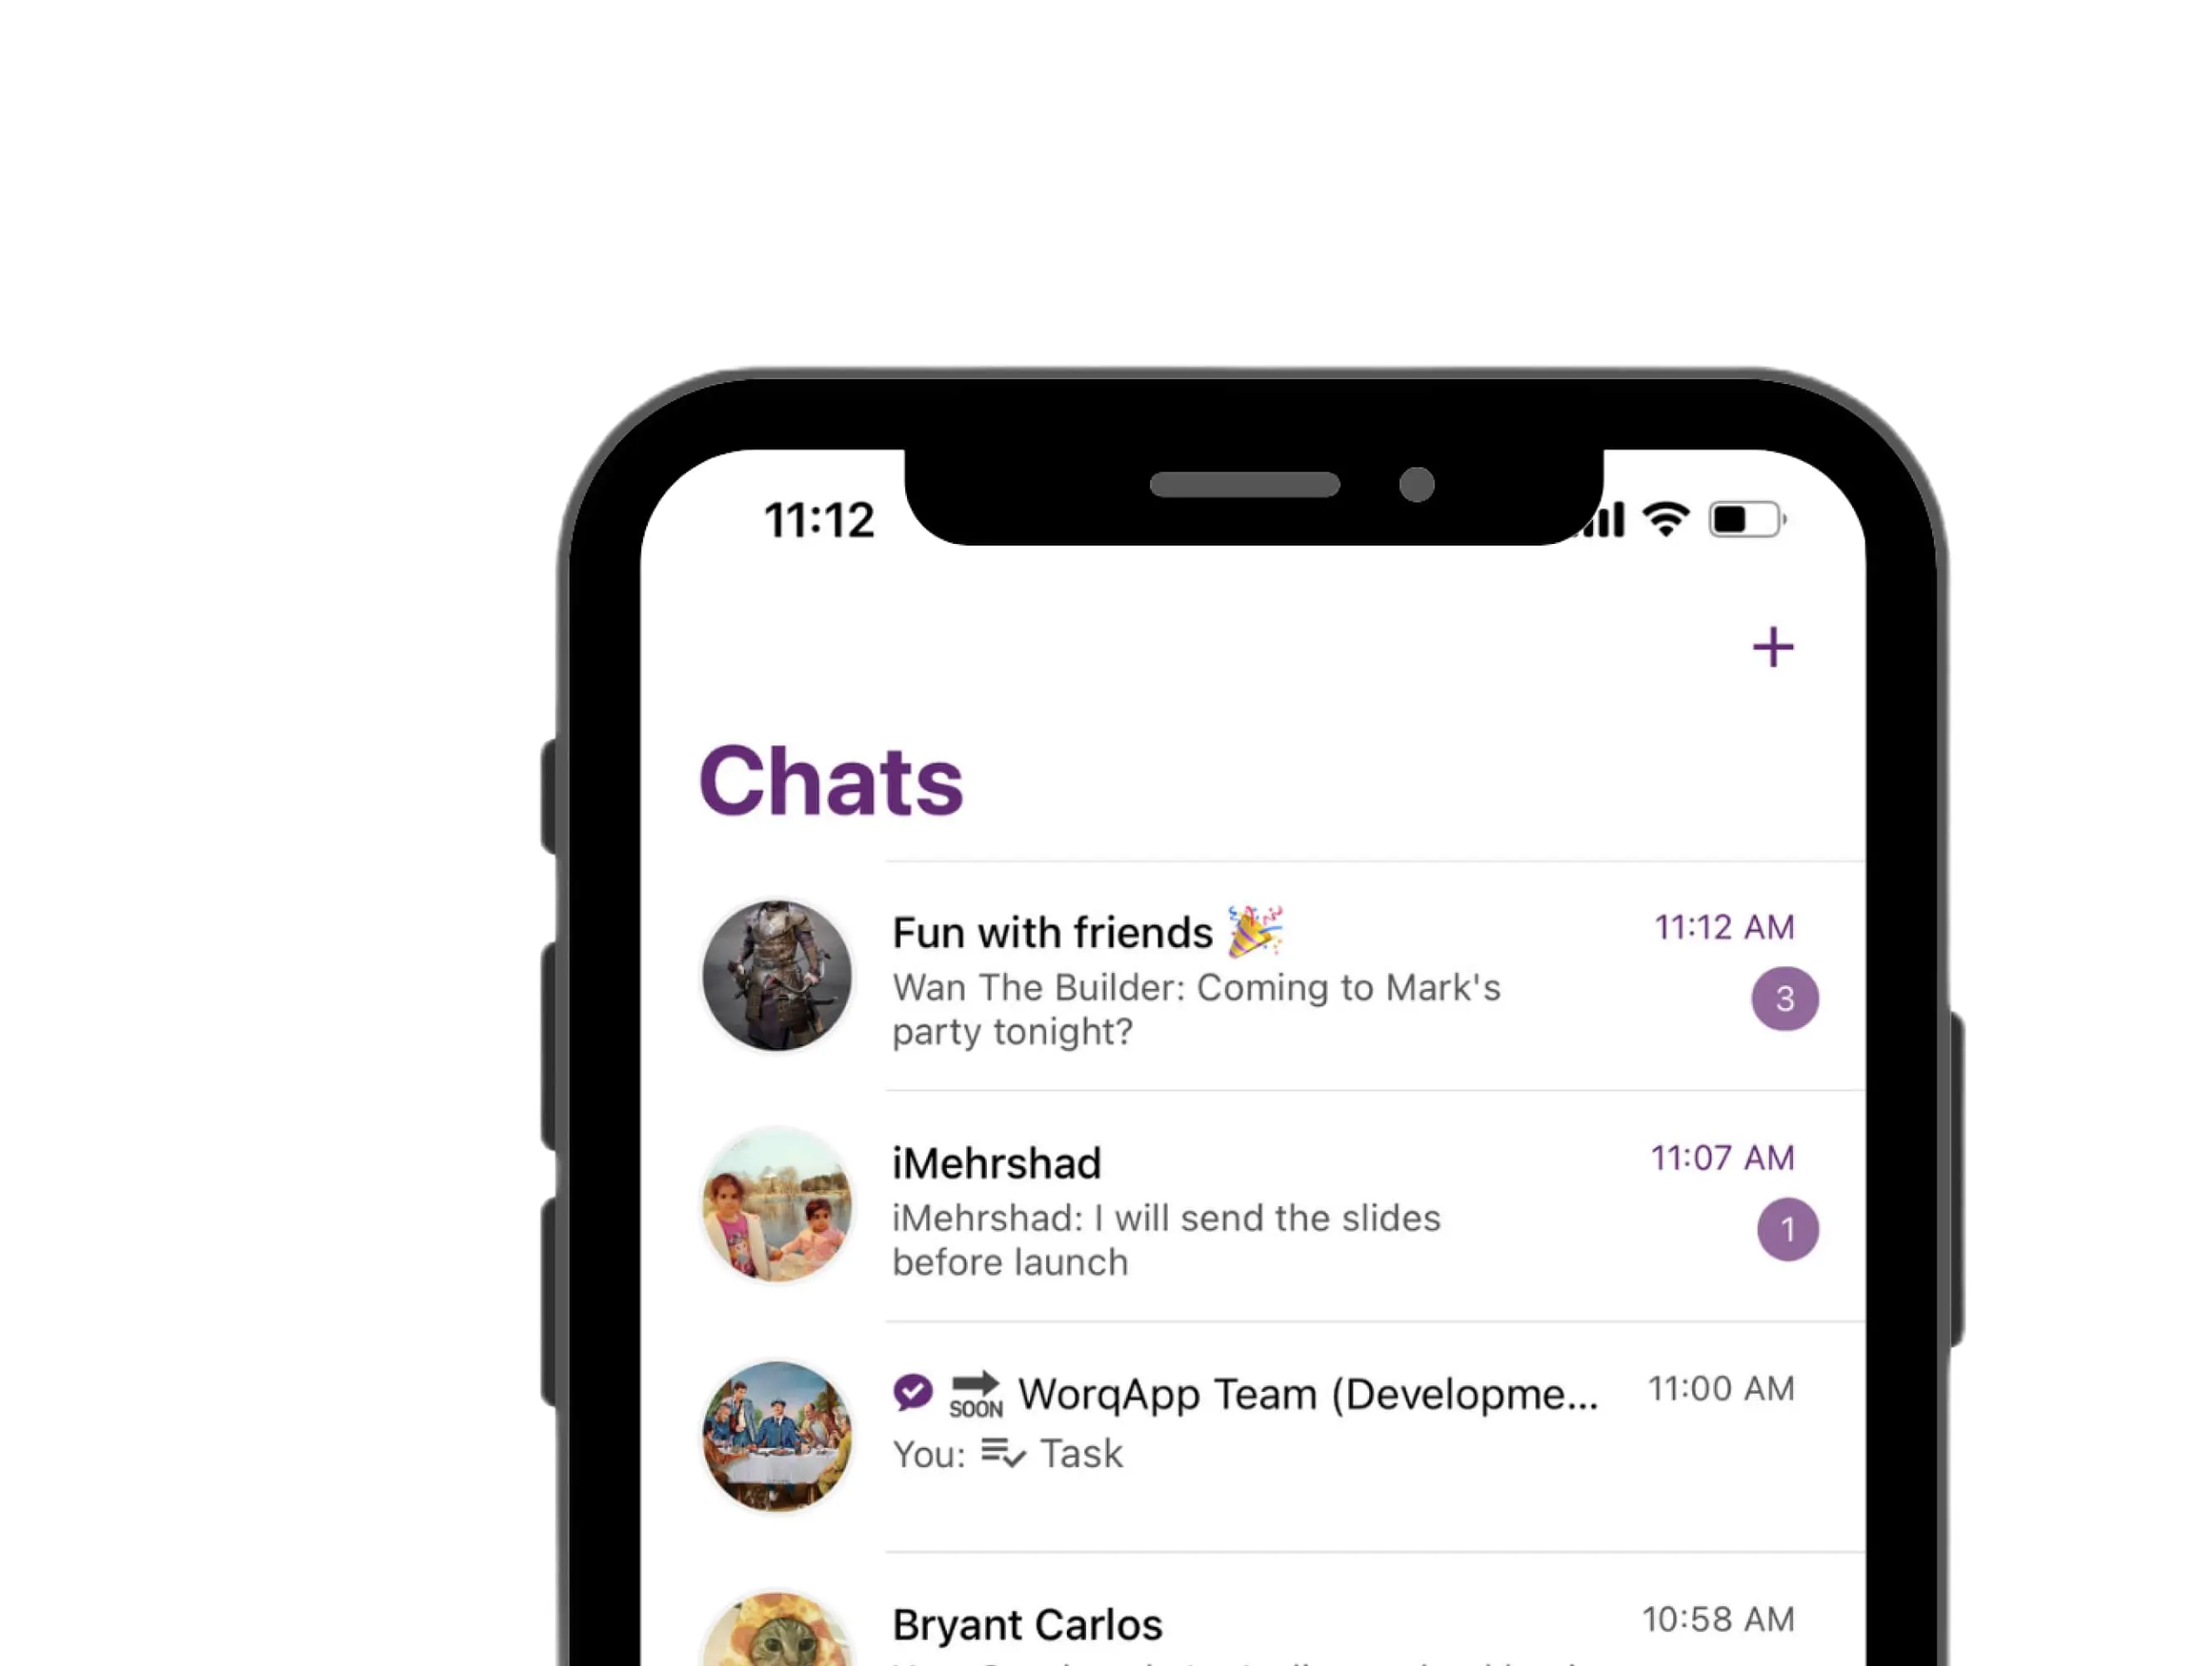 11:12
Chats
Fun with friends 🎉 11:12 AM
Wan The Builder: Coming to Mark's 3
party tonight?
iMehrshad 11:07 AM
iMehrshad: I will send the slides 1
before launch
SOON WorqApp Team (Developme... 11:00 AM
You: Task
Bryant Carlos 10:58 AM